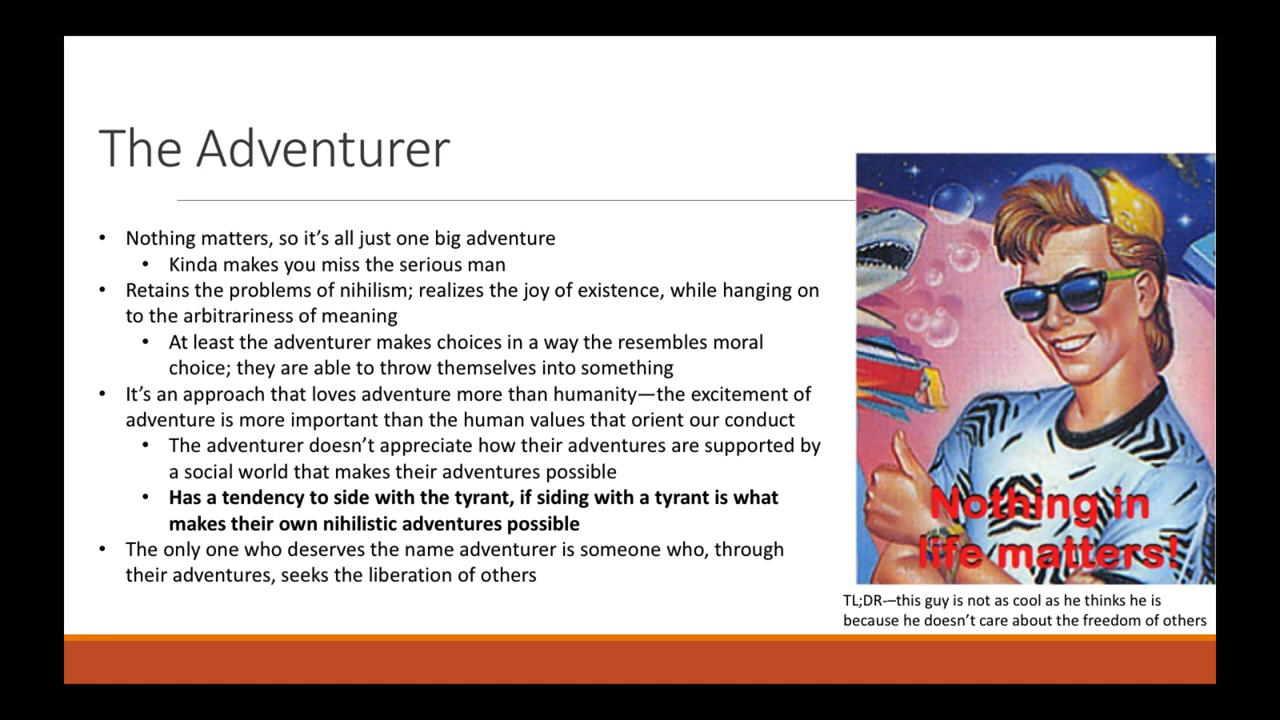 The Adventurer
• Nothing matters, so it's all just one big adventure
• Kinda makes you miss the serious man
• Retains the problems of nihilism; realizes the joy of existence, while hanging on
to the arbitrariness of meaning
• At least the adventurer makes choices in a way the resembles moral
choice; they are able to throw themselves into something
• It's an approach that loves adventure more than humanity—the excitement of
adventure is more important than the human values that orient our conduct
• The adventurer doesn't appreciate how their adventures are supported by
a social world that makes their adventures possible
• Has a tendency to side with the tyrant, if siding with a tyrant is what
makes their own nihilistic adventures possible
• The only one who deserves the name adventurer is someone who, through
their adventures, seeks the liberation of others
Nothing in
life matters!
TL;DR-–this guy is not as cool as he thinks he is
because he doesn't care about the freedom of others